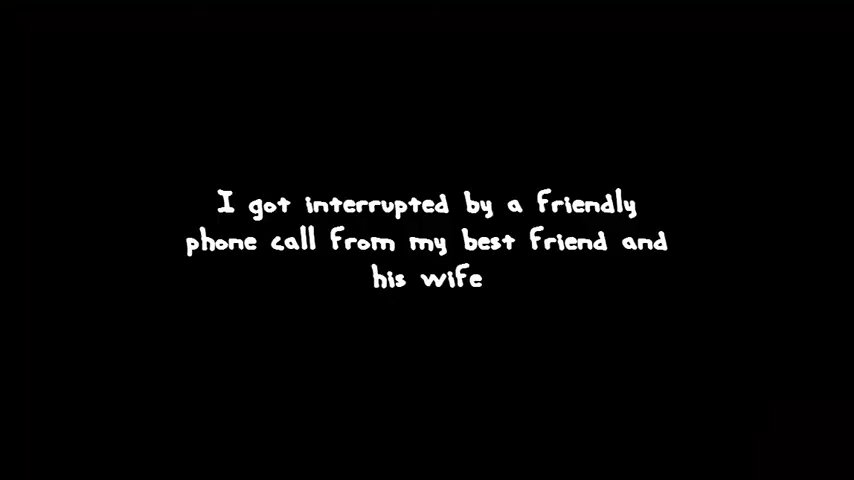 I got interrupted by a friendly
phone call from my best friend and
his wife